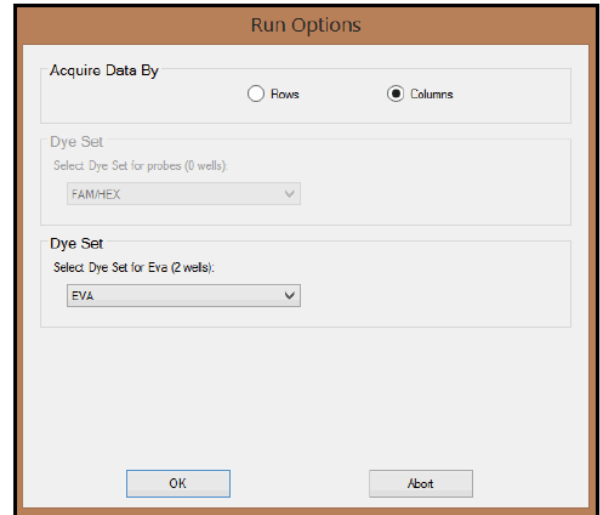 Run Options
Acquire Data By
Rows Columns
Dye Set
Select Dye Set for probes (0 wells):
FAM/HEX
Dye Set
Select Dye Set for Eva (2 wells):
EVA
OK Abort